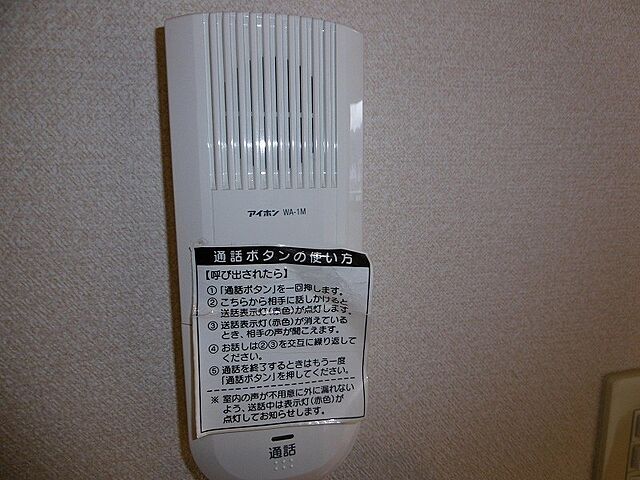 アイホン WA-1M
通話ボタンの使い方
【呼び出されたら】
① 「通話ボタン」を一回押します。
② こちらから相手に話しかけると
送話表示灯(赤色)が点灯します。
③ 送話表示灯(赤色)が消えている
とき、相手の声が聞こえます。
④ お話しは②③を交互に繰り返して
ください。
⑤ 通話を終了するときはもう一度
「通話ボタン」を押してください。
※ 室内の声が不用意に外に漏れない
よう、送話中は表示灯(赤色)が
点灯してお知らせします。
通話